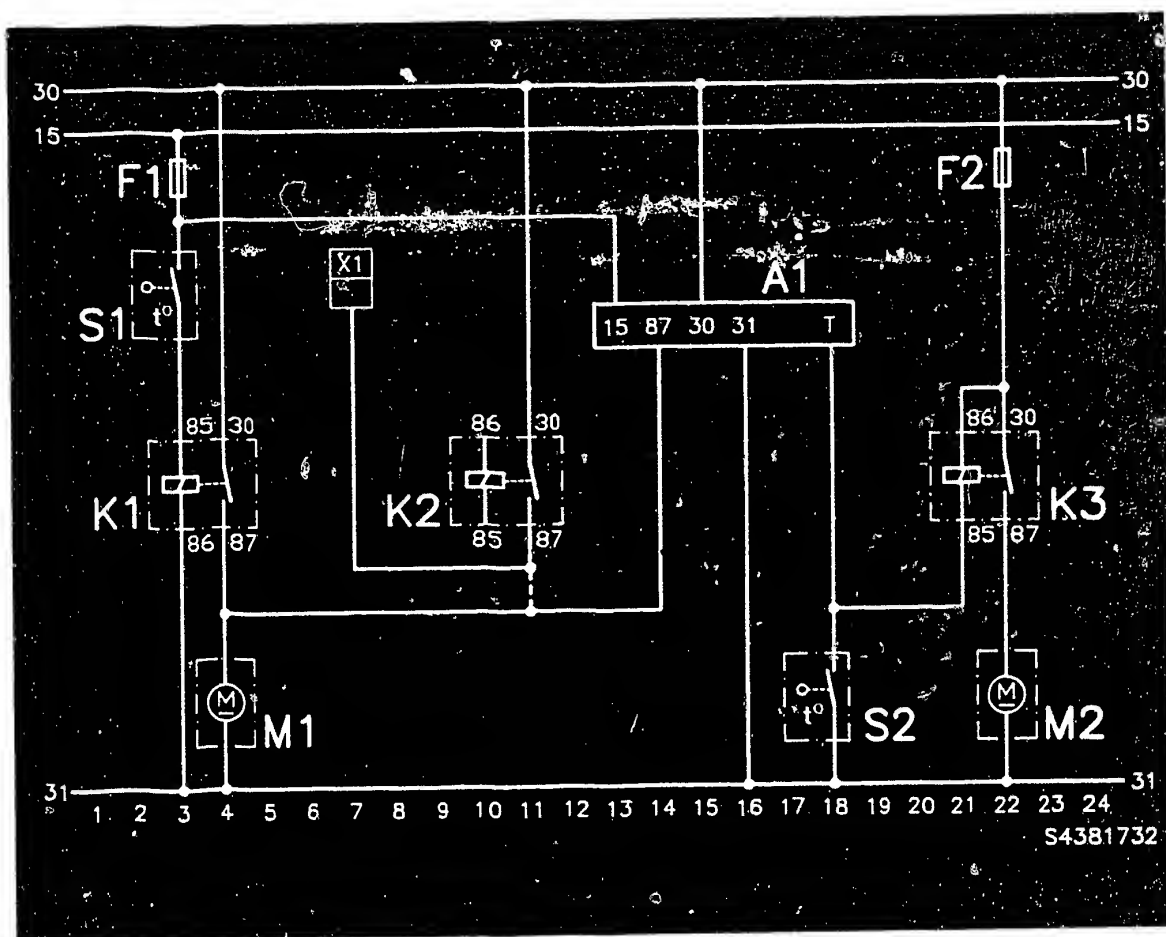 30 30
15 15
F1 F2
X1
A1
S1 t°
15 87 30 31 T
85 30 86 30 86 30
K1 K2 K3
86 87 85 87 85 87
M M
M1 t° S2 M2
31 31
1 2 3 4 5 6 7 8 9 10 11 12 13 14 15 16 17 18 19 20 21 22 23 24
S4381732